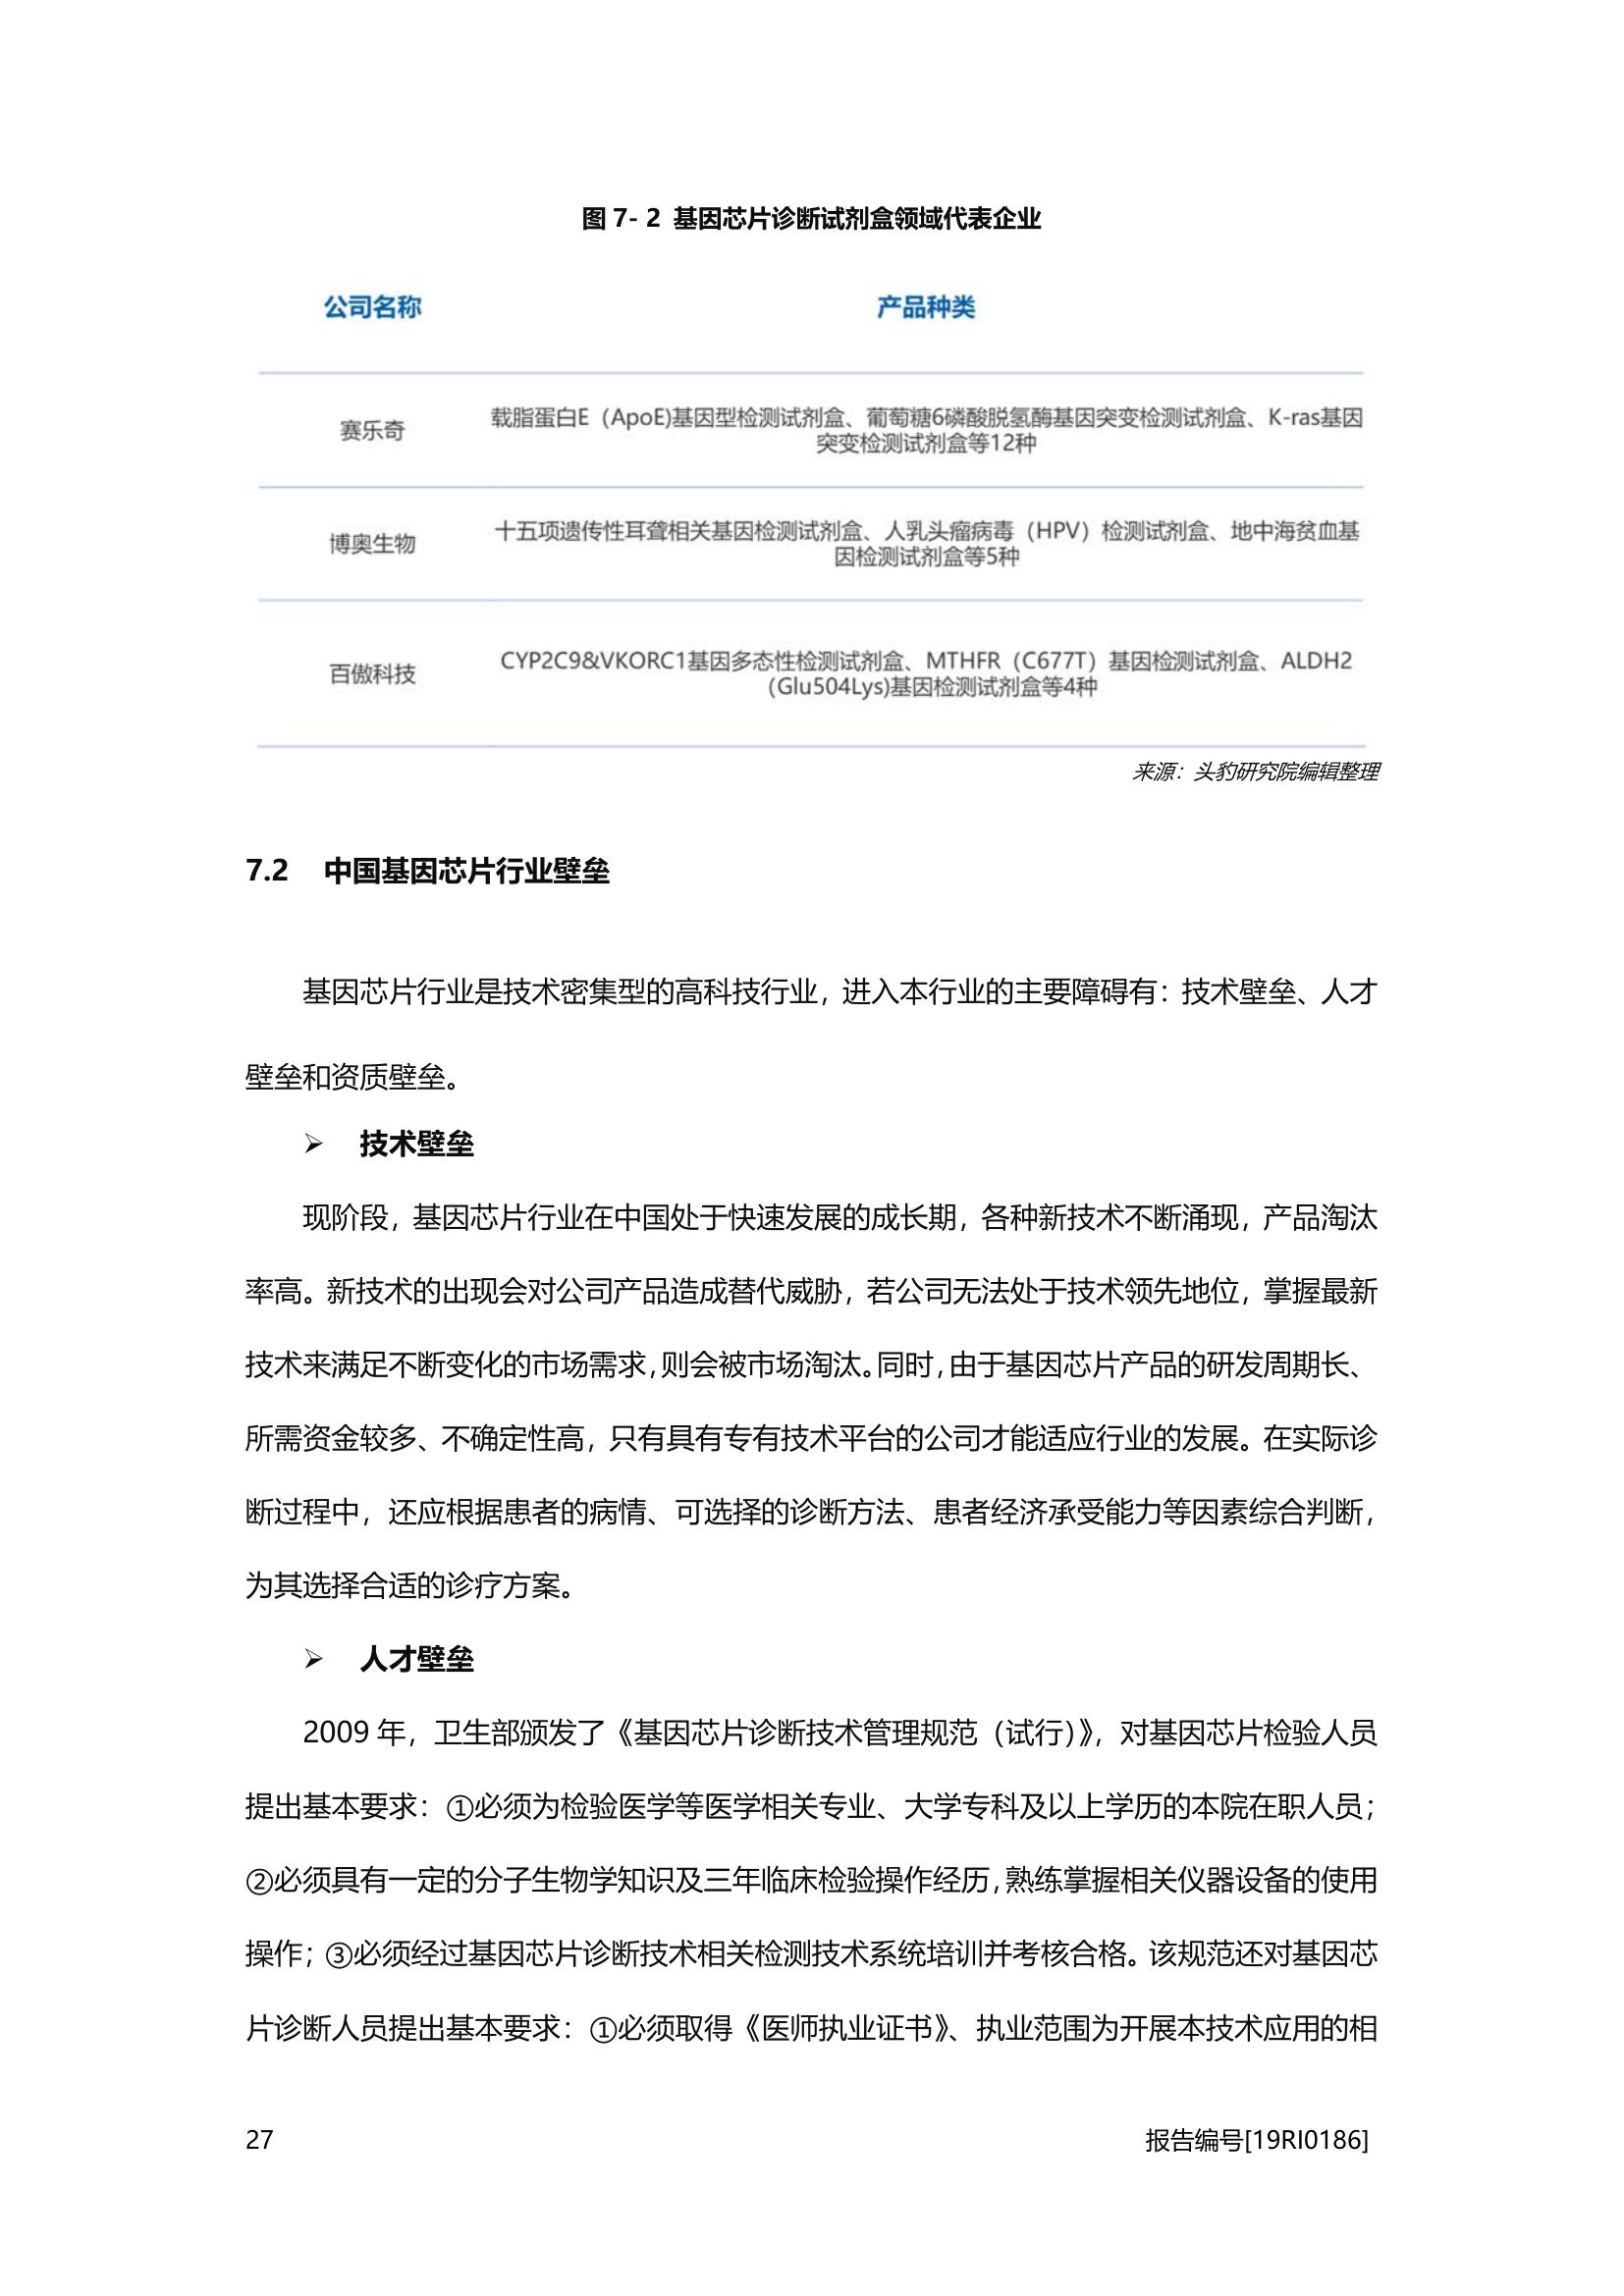 图 7- 2 基因芯片诊断试剂盒领域代表企业
公司名称 产品种类
赛乐奇
载脂蛋白E（ApoE)基因型检测试剂盒、葡萄糖6磷酸脱氢酶基因突变检测试剂盒、K-ras基因
突变检测试剂盒等12种
博奥生物
十五项遗传性耳聋相关基因检测试剂盒、人乳头瘤病毒（HPV）检测试剂盒、地中海贫血基
因检测试剂盒等5种
百傲科技
CYP2C9&VKORC1基因多态性检测试剂盒、MTHFR（C677T）基因检测试剂盒、ALDH2
（Glu504Lys)基因检测试剂盒等4种
来源：头豹研究院编辑整理
7.2 中国基因芯片行业壁垒
基因芯片行业是技术密集型的高科技行业，进入本行业的主要障碍有：技术壁垒、人才
壁垒和资质壁垒。
➢ 技术壁垒
现阶段，基因芯片行业在中国处于快速发展的成长期，各种新技术不断涌现，产品淘汰
率高。新技术的出现会对公司产品造成替代威胁，若公司无法处于技术领先地位，掌握最新
技术来满足不断变化的市场需求，则会被市场淘汰。同时，由于基因芯片产品的研发周期长、
所需资金较多、不确定性高，只有具有专有技术平台的公司才能适应行业的发展。在实际诊
断过程中，还应根据患者的病情、可选择的诊断方法、患者经济承受能力等因素综合判断，
为其选择合适的诊疗方案。
➢ 人才壁垒
2009 年，卫生部颁发了《基因芯片诊断技术管理规范（试行）》，对基因芯片检验人员
提出基本要求：①必须为检验医学等医学相关专业、大学专科及以上学历的本院在职人员；
②必须具有一定的分子生物学知识及三年临床检验操作经历，熟练掌握相关仪器设备的使用
操作；③必须经过基因芯片诊断技术相关检测技术系统培训并考核合格。该规范还对基因芯
片诊断人员提出基本要求：①必须取得《医师执业证书》、执业范围为开展本技术应用的相
27 报告编号[19RI0186]